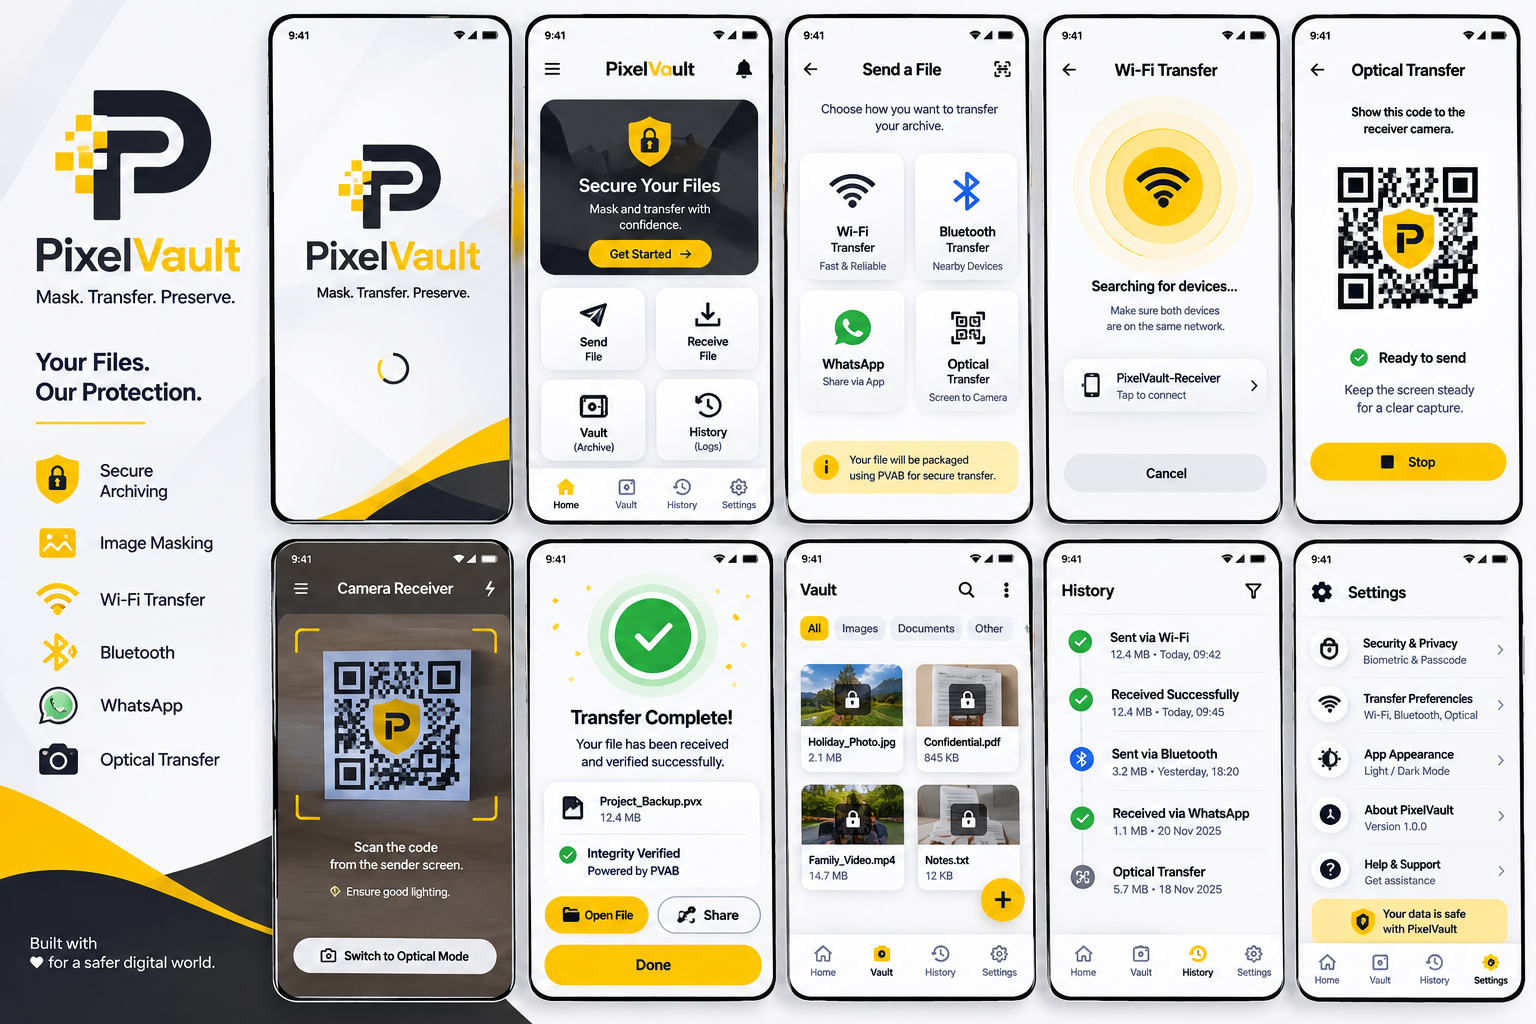 PixelVault
Mask. Transfer. Preserve.
Your Files.
Our Protection.
Secure
Archiving
Image Masking
Wi-Fi Transfer
Bluetooth
WhatsApp
Optical Transfer
Built with
for a safer digital world.
9:41
PixelVault
Mask. Transfer. Preserve.
9:41
PixelVault
Secure Your Files
Mask and transfer with
confidence.
Get Started →
Send
File
Receive
File
Vault
(Archive)
History
(Logs)
Home
Vault
History
Settings
9:41
Send a File
Choose how you want to transfer
your archive.
Wi-Fi
Transfer
Fast & Reliable
Bluetooth
Transfer
Nearby Devices
WhatsApp
Share via App
Optical
Transfer
Screen to Camera
Your file will be packaged
using PVAB for secure transfer.
9:41
Wi-Fi Transfer
Searching for devices...
Make sure both devices
are on the same network.
PixelVault-Receiver
Tap to connect
Cancel
9:41
Optical Transfer
Show this code to the
receiver camera.
P
Ready to send
Keep the screen steady
for a clear capture.
Stop
9:41
Camera Receiver
P
Scan the code
from the sender screen.
Ensure good lighting.
Switch to Optical Mode
9:41
Transfer Complete!
Your file has been received
and verified successfully.
Project_Backup.pvx
12.4 MB
Integrity Verified
Powered by PVAB
Open File
Share
Done
9:41
Vault
All
Images
Documents
Other
Holiday_Photo.jpg
2.1 MB
Confidential.pdf
845 KB
Family_Video.mp4
14.7 MB
Notes.txt
12 KB
+
Home
Vault
History
Settings
9:41
History
Sent via Wi-Fi
12.4 MB • Today, 09:42
Received Successfully
12.4 MB • Today, 09:45
Sent via Bluetooth
3.2 MB • Yesterday, 18:20
Received via WhatsApp
1.1 MB • 20 Nov 2025
Optical Transfer
5.7 MB • 18 Nov 2025
Home
Vault
History
Settings
9:41
Settings
Security & Privacy
Biometric & Passcode
Transfer Preferencies
Wi-Fi, Bluetooth, Optical
App Appearance
Light / Dark Mode
About PixelVault
Version 1.0.0
Help & Support
Get assistance
Your data is safe
with PixelVault
Home
Vault
History
Settings